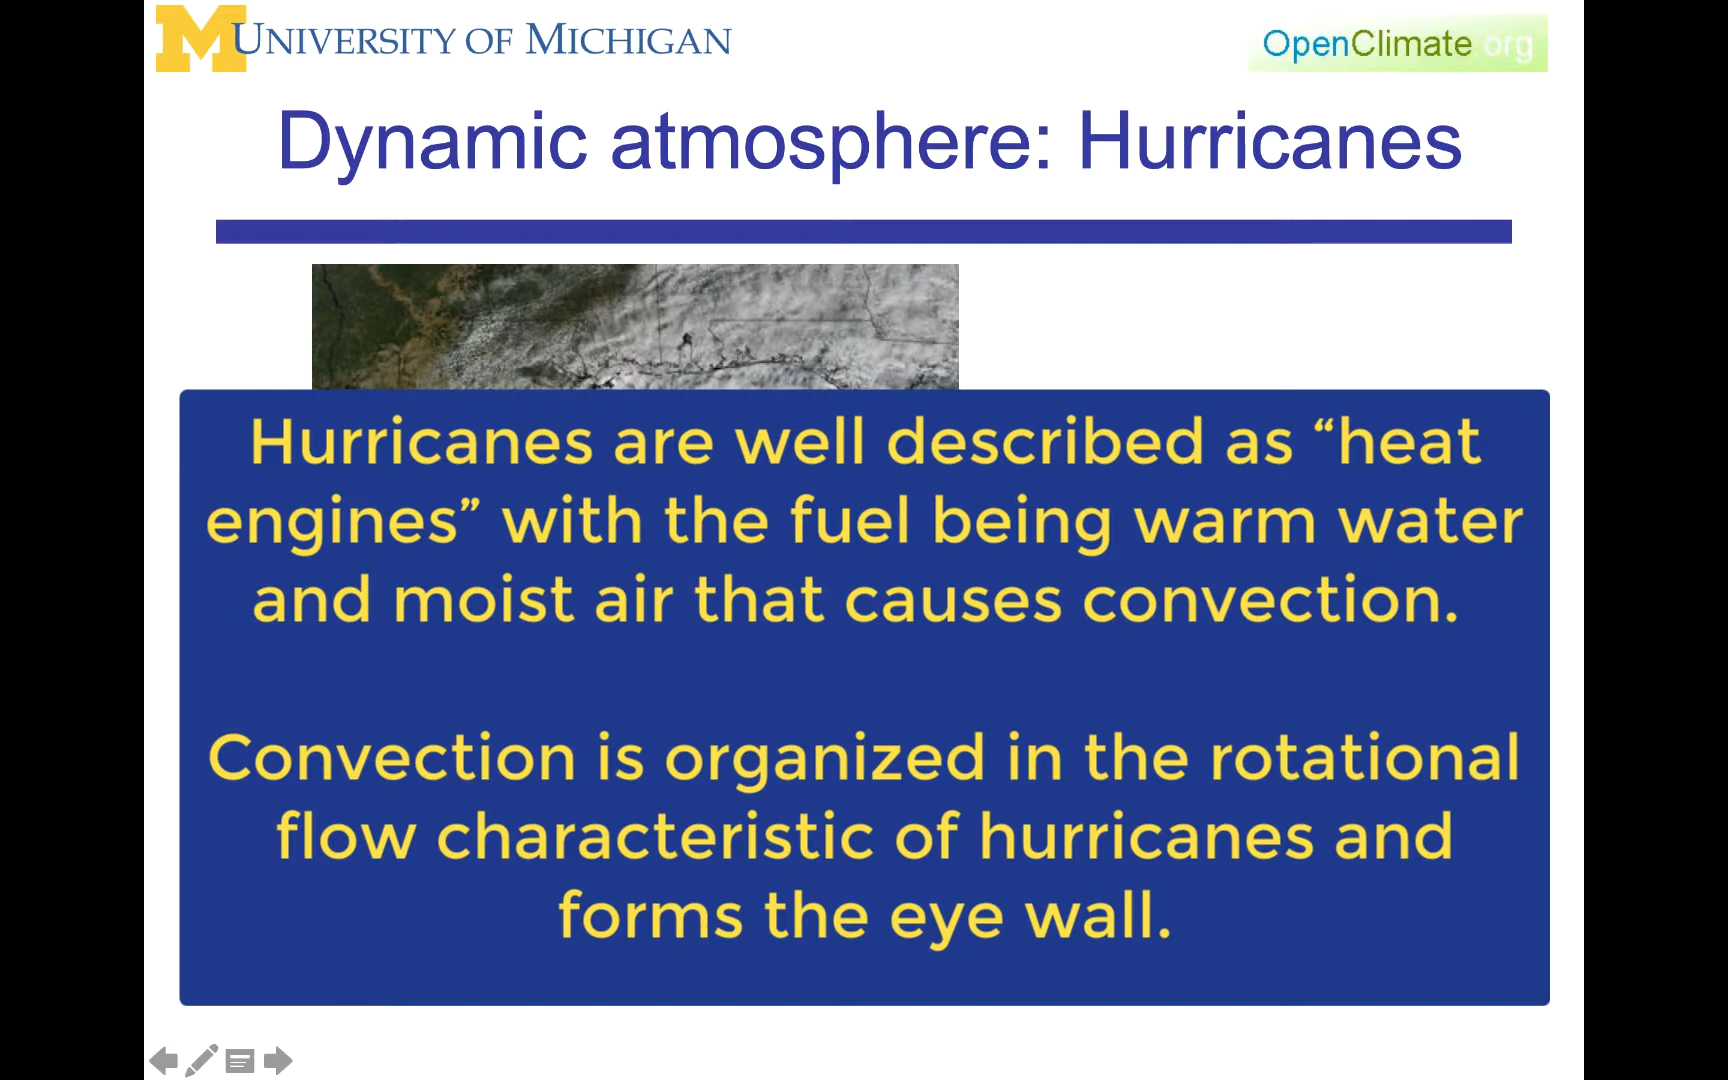 M UNIVERSITY OF MICHIGAN
OpenClimate.org
Dynamic atmosphere: Hurricanes
Hurricanes are well described as “heat
engines” with the fuel being warm water
and moist air that causes convection.
Convection is organized in the rotational
flow characteristic of hurricanes and
forms the eye wall.